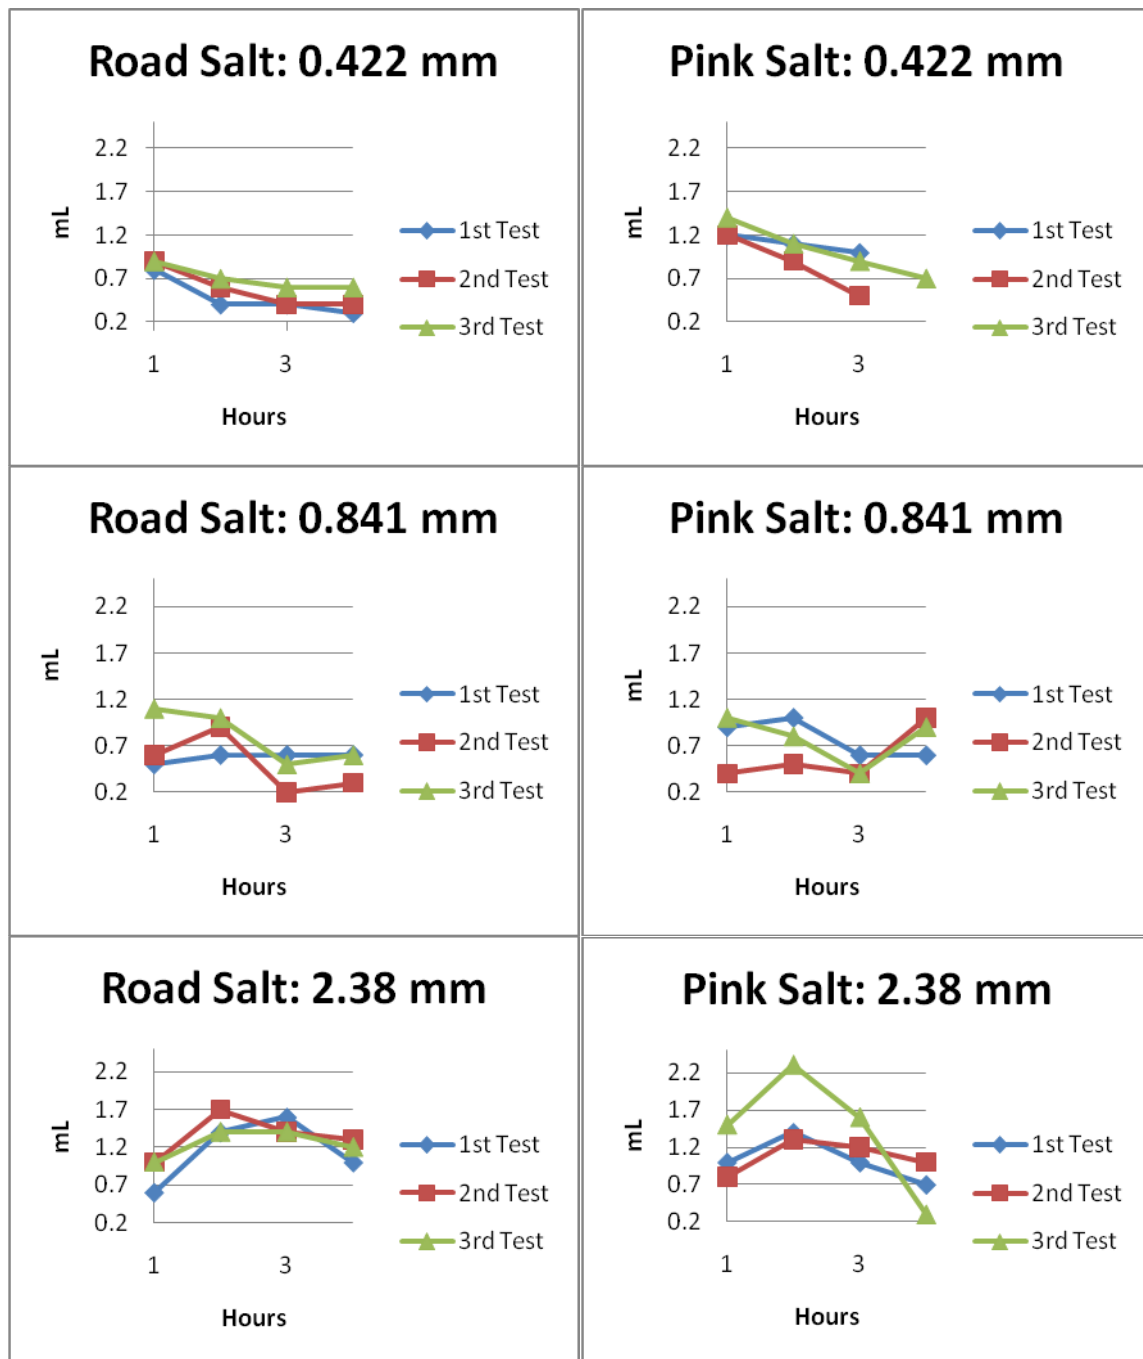 Road Salt: 0.422 mm
2.2
1.7
1.2
0.7
0.2
mL
1 3
Hours
1st Test
2nd Test
3rd Test
Pink Salt: 0.422 mm
2.2
1.7
1.2
0.7
0.2
mL
1 3
Hours
1st Test
2nd Test
3rd Test
Road Salt: 0.841 mm
2.2
1.7
1.2
0.7
0.2
mL
1 3
Hours
1st Test
2nd Test
3rd Test
Pink Salt: 0.841 mm
2.2
1.7
1.2
0.7
0.2
mL
1 3
Hours
1st Test
2nd Test
3rd Test
Road Salt: 2.38 mm
2.2
1.7
1.2
0.7
0.2
mL
1 3
Hours
1st Test
2nd Test
3rd Test
Pink Salt: 2.38 mm
2.2
1.7
1.2
0.7
0.2
mL
1 3
Hours
1st Test
2nd Test
3rd Test